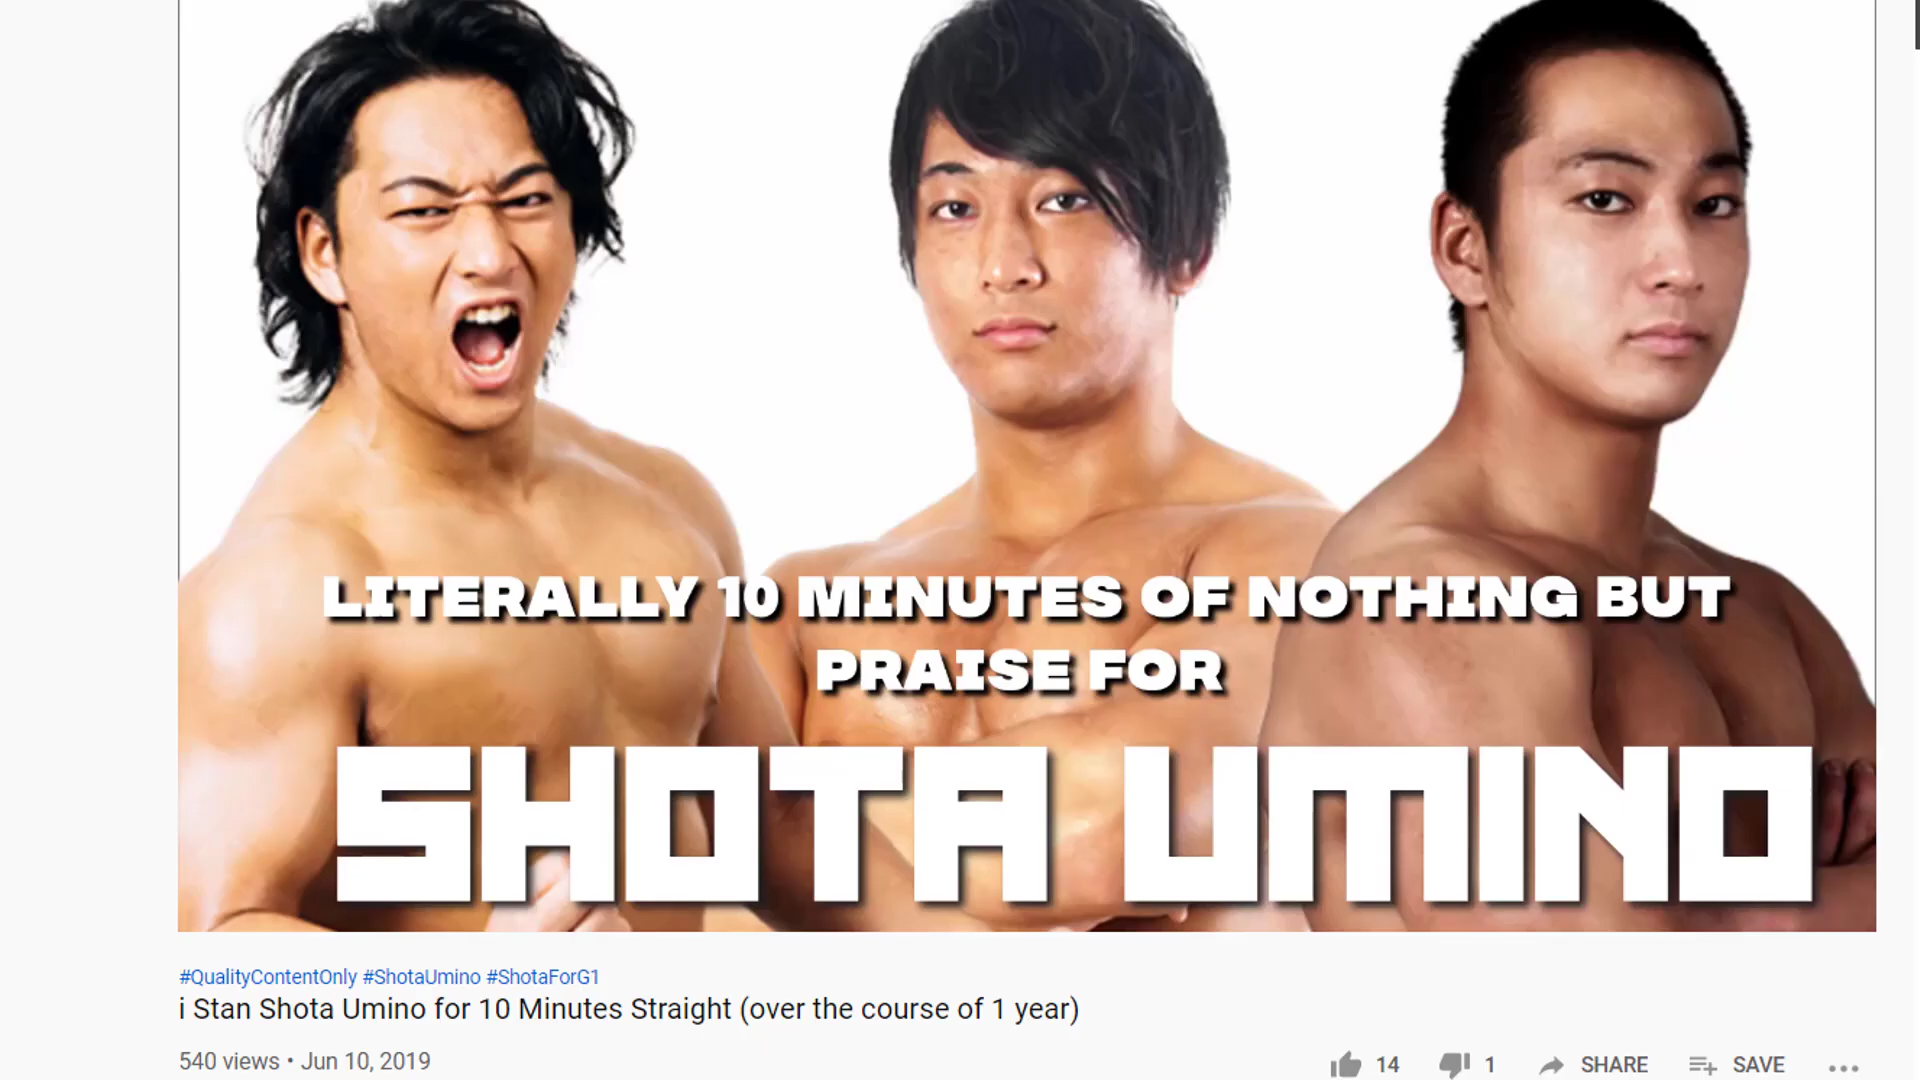 LITERALLY 10 MINUTES OF NOTHING BUT
PRAISE FOR
SHOTA UMINO
#QualityContentOnly #ShotaUmino #ShotaForG1
i Stan Shota Umino for 10 Minutes Straight (over the course of 1 year)
540 views • Jun 10, 2019 14 1 SHARE SAVE